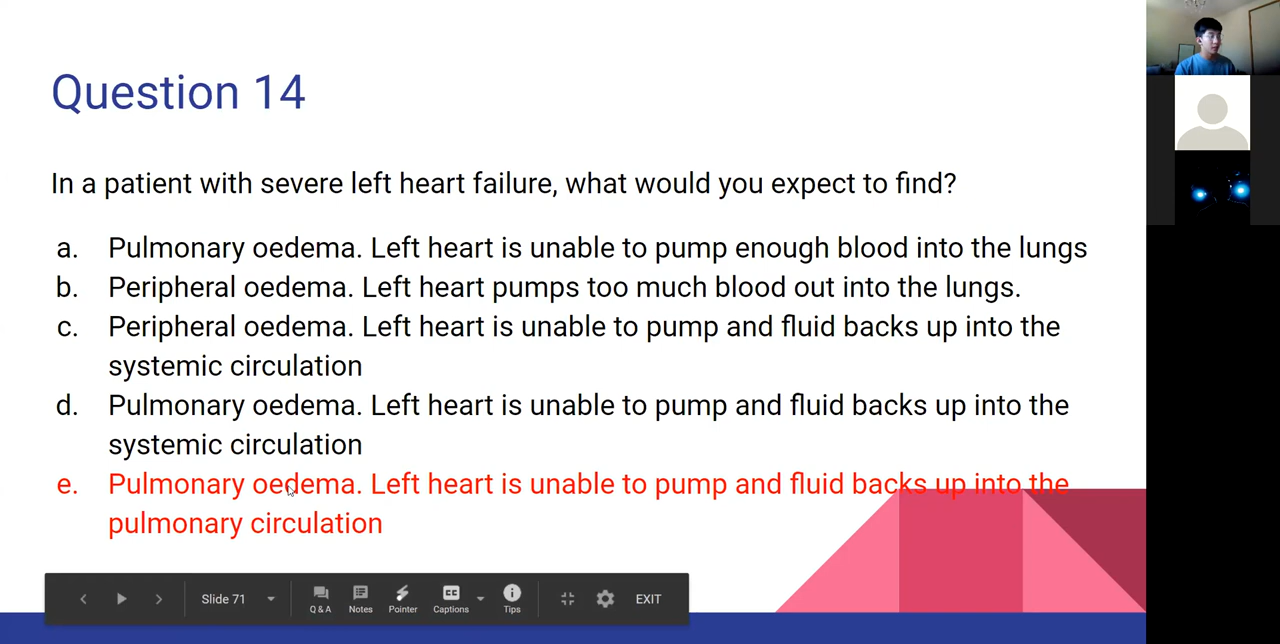 Question 14
In a patient with severe left heart failure, what would you expect to find?
a. Pulmonary oedema. Left heart is unable to pump enough blood into the lungs
b. Peripheral oedema. Left heart pumps too much blood out into the lungs.
c. Peripheral oedema. Left heart is unable to pump and fluid backs up into the
systemic circulation
d. Pulmonary oedema. Left heart is unable to pump and fluid backs up into the
systemic circulation
e. Pulmonary oedema. Left heart is unable to pump and fluid backs up into the
pulmonary circulation
Slide 71 Q & A Notes Pointer CC Captions Tips EXIT